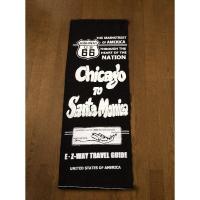 THE MAINSTREET
OF AMERICA
66
THROUGH THE
HEART OF THE
NATION
Chicago
TO
Santa Monica
E-Z-WAY TRAVEL GUIDE
UNITED STATES OF AMERICA